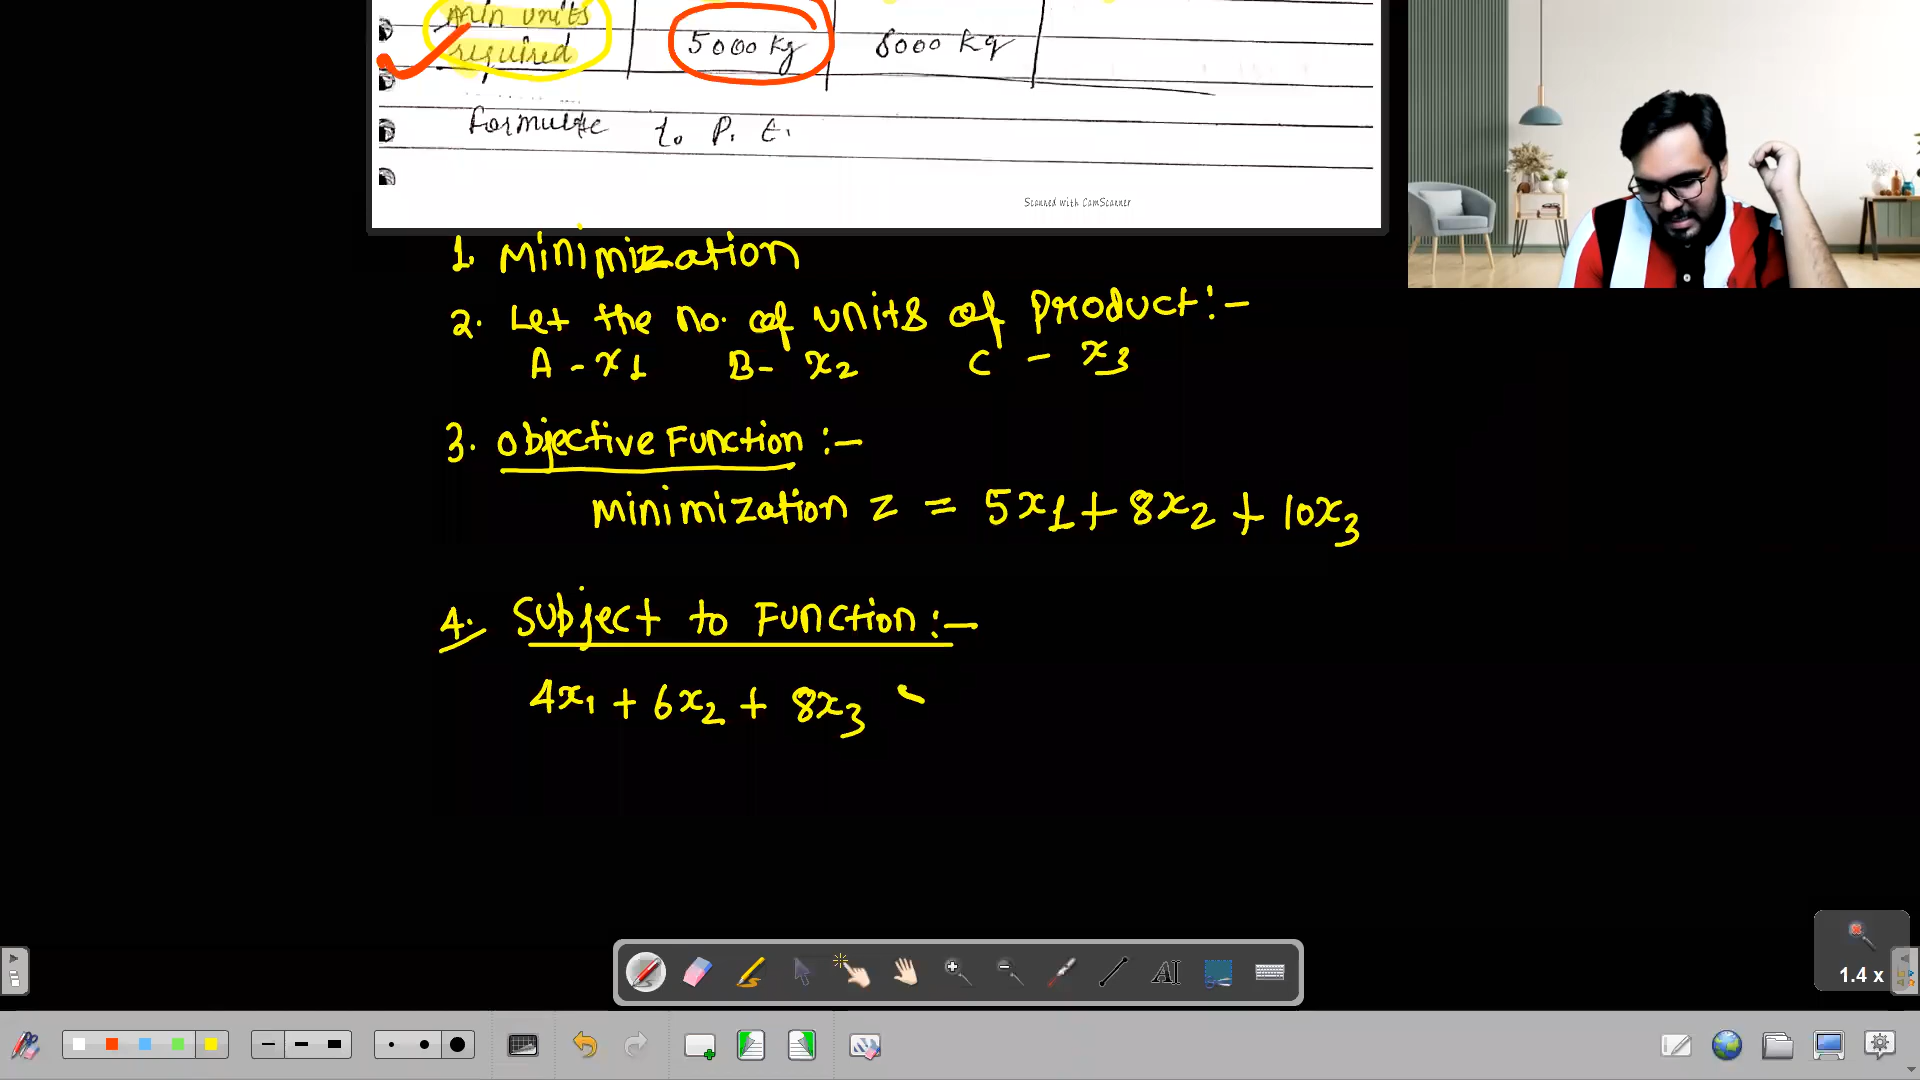 min units
required 5000 kg 8000 kg
Formulate L. P. P.
Scanned with CamScanner
1. Minimization
2. Let the no. of units of product:-
A - x1 B - x2 C - x3
3. Objective Function :-
Minimization Z = 5x1 + 8x2 + 10x3
4. Subject to Function :-
4x1 + 6x2 + 8x3
AI
1.4 x